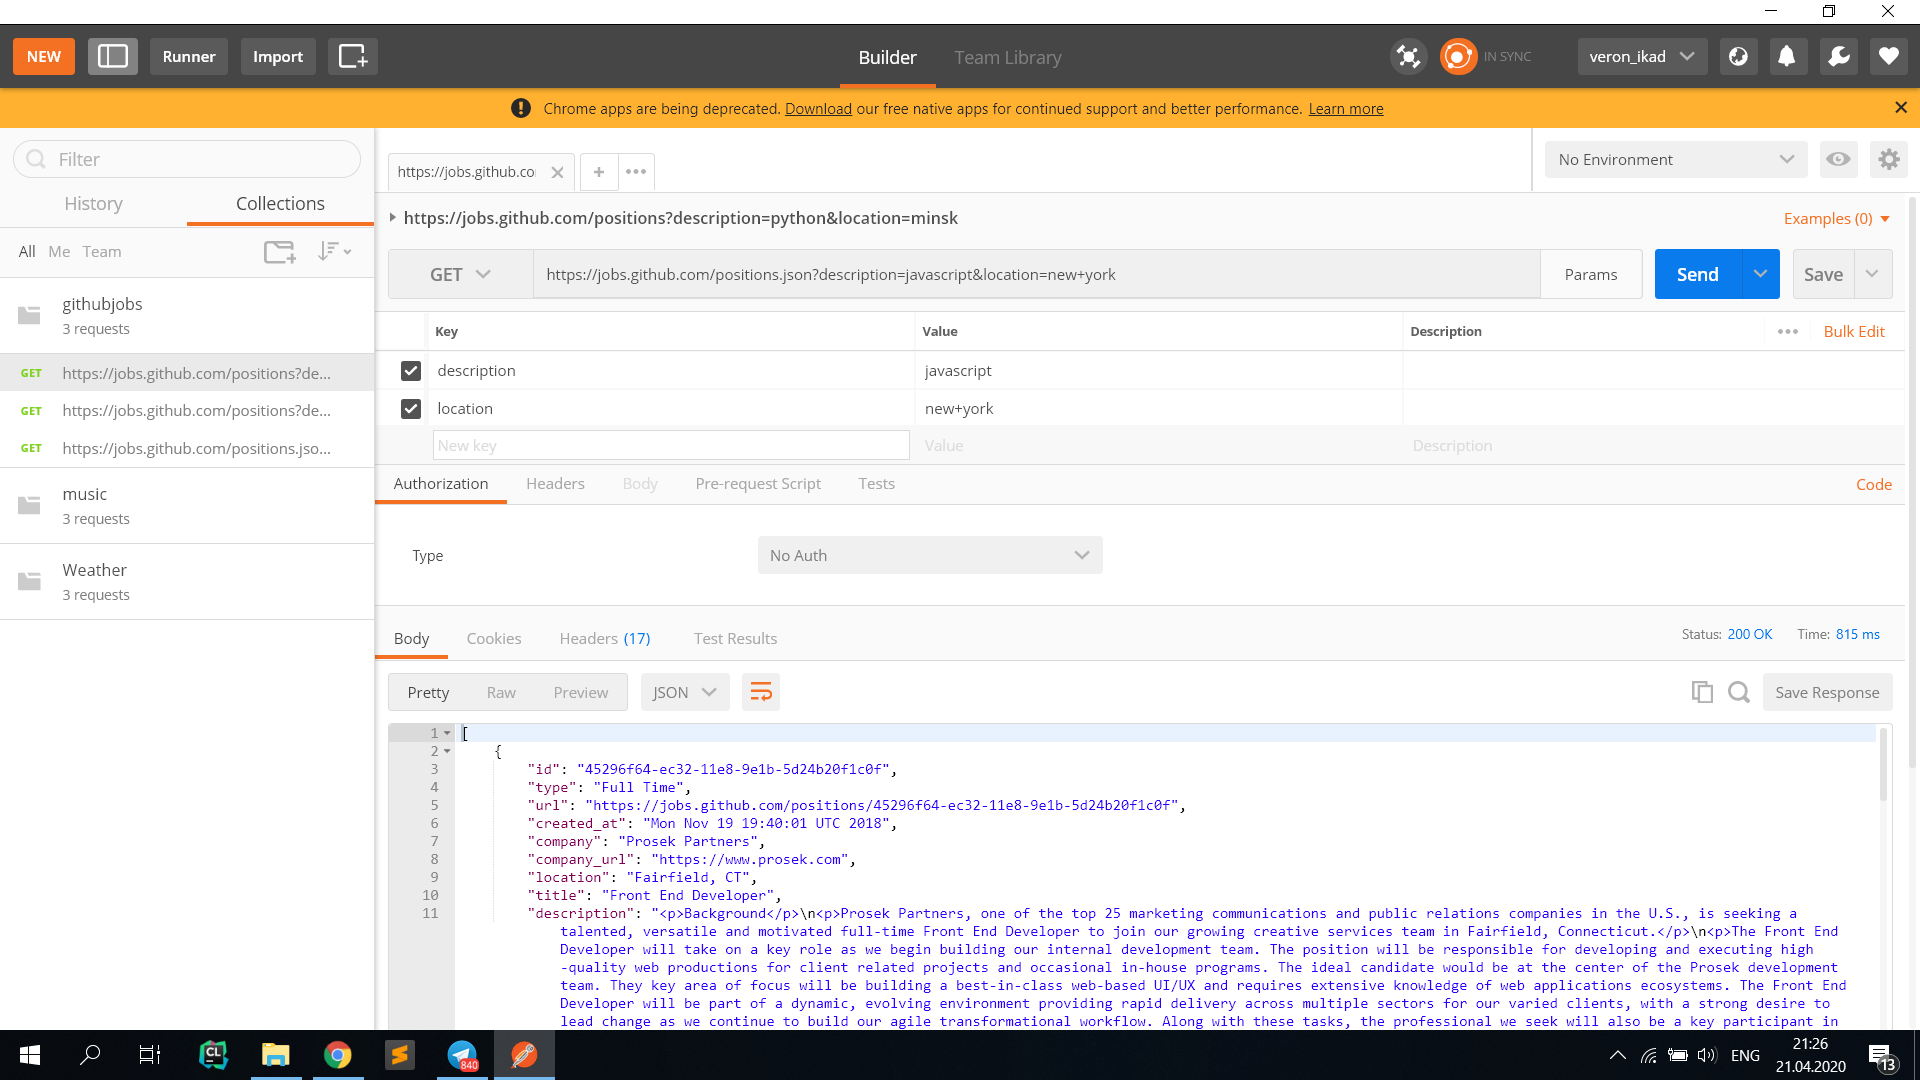 NEW
Runner
Import
Builder
Team Library
IN SYNC
veron_ikad
Chrome apps are being deprecated. Download our free native apps for continued support and better performance. Learn more
Filter
History
Collections
All Me Team
githubjobs
3 requests
GET https://jobs.github.com/positions?de...
GET https://jobs.github.com/positions?de...
GET https://jobs.github.com/positions.jso...
music
3 requests
Weather
3 requests
https://jobs.github.co
No Environment
https://jobs.github.com/positions?description=python&location=minsk
Examples (0)
GET
https://jobs.github.com/positions.json?description=javascript&location=new+york
Params
Send
Save
Key Value Description
Bulk Edit
description javascript
location new+york
New key Value Description
Authorization Headers Body Pre-request Script Tests
Code
Type
No Auth
Body Cookies Headers (17) Test Results
Status: 200 OK Time: 815 ms
Pretty Raw Preview
JSON
Save Response
1 [
2 {
3 "id": "45296f64-ec32-11e8-9e1b-5d24b20f1c0f",
4 "type": "Full Time",
5 "url": "https://jobs.github.com/positions/45296f64-ec32-11e8-9e1b-5d24b20f1c0f",
6 "created_at": "Mon Nov 19 19:40:01 UTC 2018",
7 "company": "Prosek Partners",
8 "company_url": "https://www.prosek.com",
9 "location": "Fairfield, CT",
10 "title": "Front End Developer",
11 "description": "<p>Background</p>\n<p>Prosek Partners, one of the top 25 marketing communications and public relations companies in the U.S., is seeking a
talented, versatile and motivated full-time Front End Developer to join our growing creative services team in Fairfield, Connecticut.</p>\n<p>The Front End
Developer will take on a key role as we begin building our internal development team. The position will be responsible for developing and executing high
-quality web productions for client related projects and occasional in-house programs. The ideal candidate would be at the center of the Prosek development
team. They key area of focus will be building a best-in-class web-based UI/UX and requires extensive knowledge of web applications ecosystems. The Front End
Developer will be part of a dynamic, evolving environment providing rapid delivery across multiple sectors for our varied clients, with a strong desire to
lead change as we continue to build our agile transformational workflow. Along with these tasks, the professional we seek will also be a key participant in
CL
840
ENG
21:26
21.04.2020
13